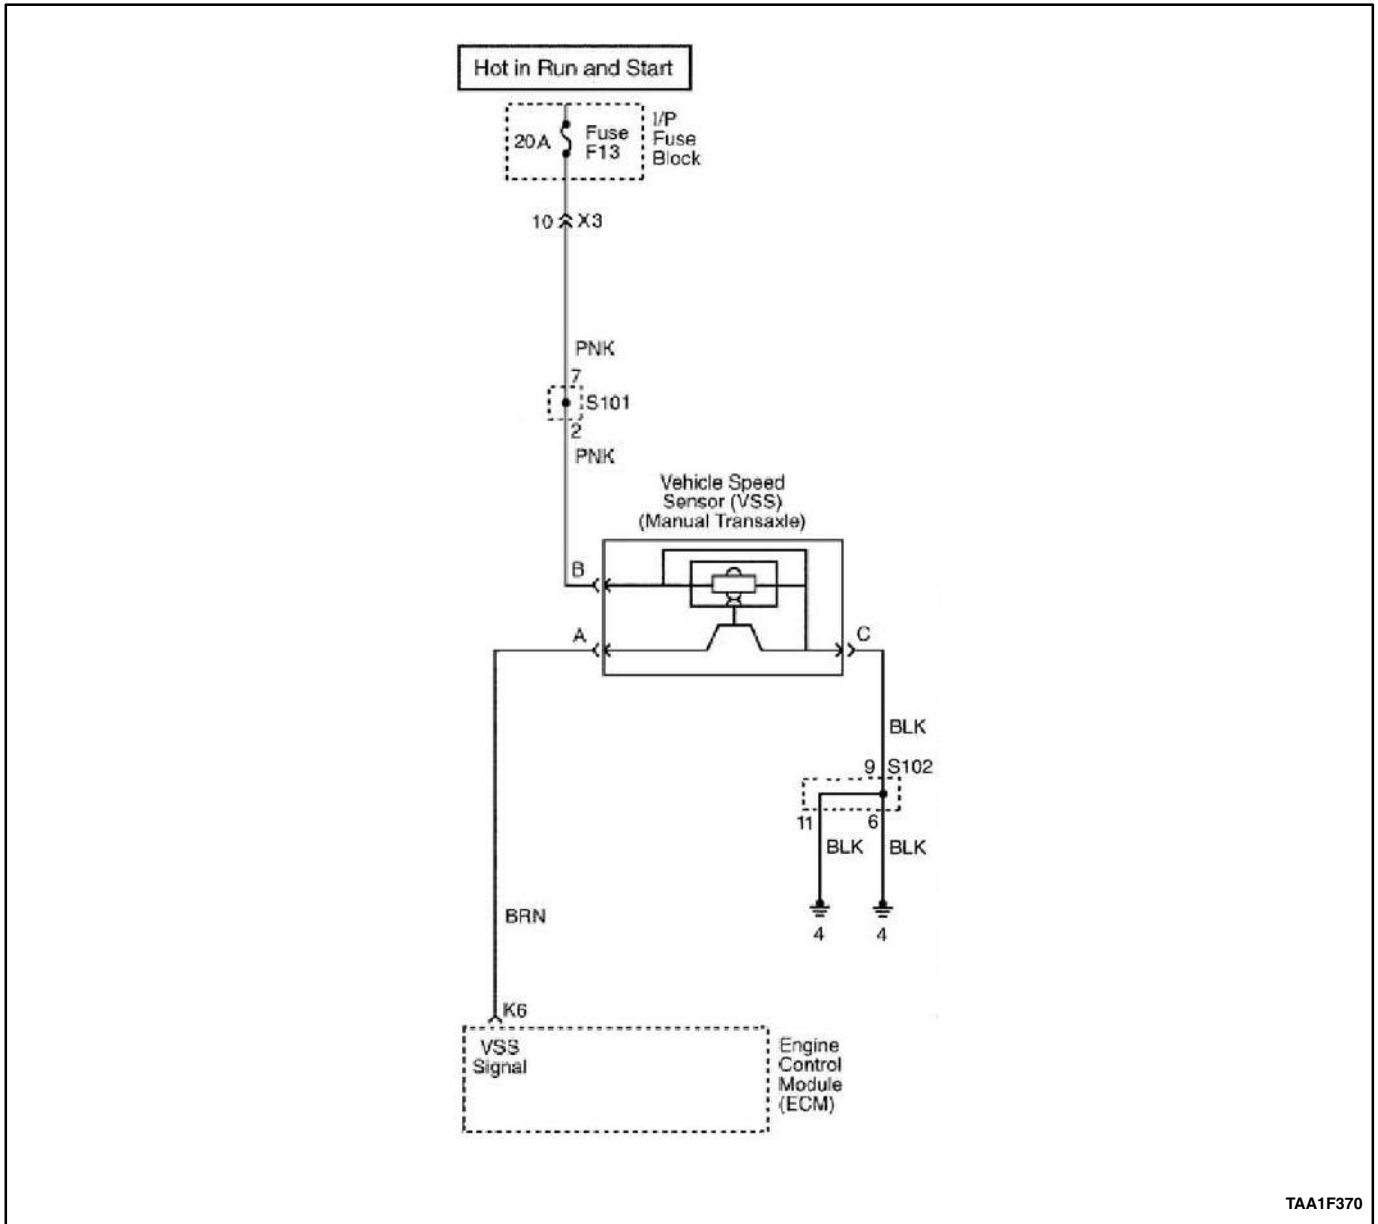 Hot in Run and Start
20A
Fuse
F13
I/P
Fuse
Block
10
X3
PNK
7
S101
2
PNK
Vehicle Speed
Sensor (VSS)
(Manual Transaxle)
B
A
C
BLK
9
S102
11
6
BLK
BLK
4
4
BRN
K6
VSS
Signal
Engine
Control
Module
(ECM)
TAA1F370